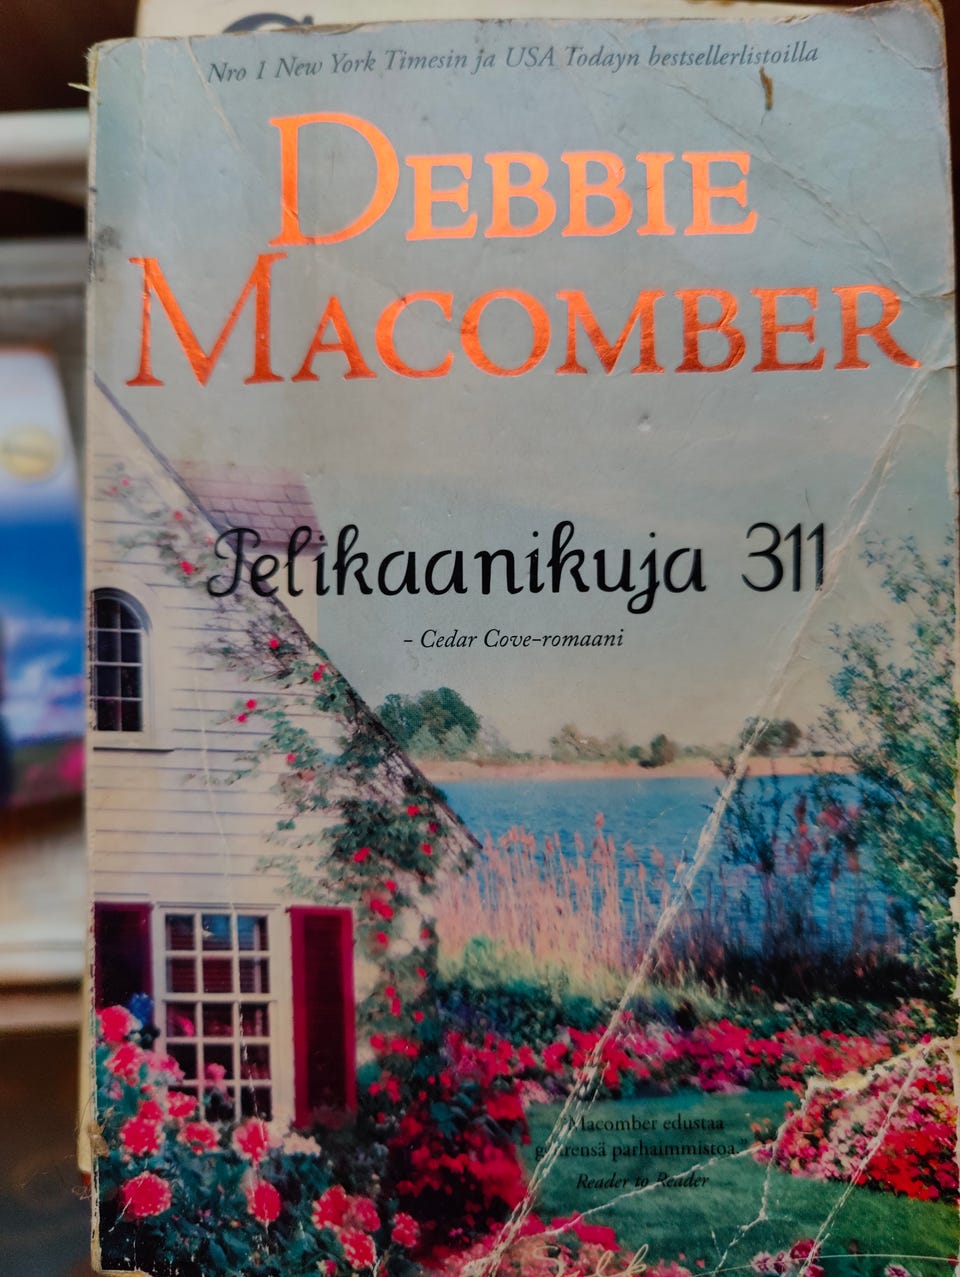 Nro 1 New York Timesin ja USA Todayn bestsellerlistoilla
DEBBIE
MACOMBER
Pelikaanikuja 311
- Cedar Cove-romaani
"Macomber edustaa
genrensä parhaimmistoa."
Reader to Reader